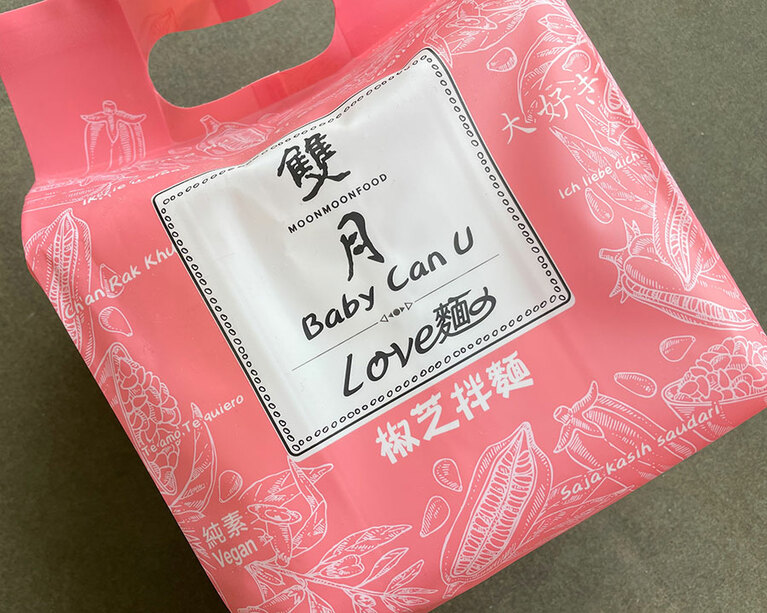 雙
MOONMOONFOOD
月
Baby Can U
Love麵
椒芝拌麵
大好き
Ich liebe dich
Chan Rak Khu
Te amo.Te quiero
Saja kasih saudari
純素
Vegan